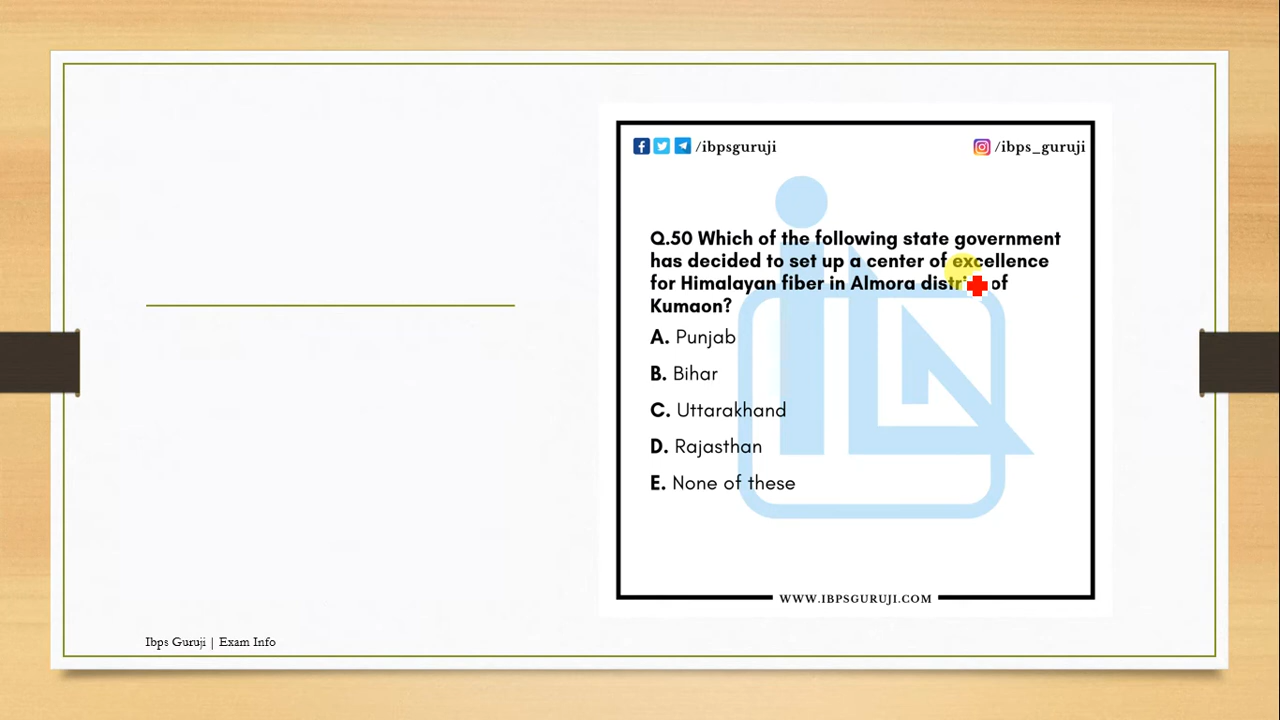 /ibpsguruji
/ibps_guruji
Q.50 Which of the following state government
has decided to set up a center of excellence
for Himalayan fiber in Almora of
Kumaon?
A. Punjab
B. Bihar
C. Uttarakhand
D. Rajasthan
E. None of these
WWW.IBPSGURUJI.COM
Ibps Guruji | Exam Info